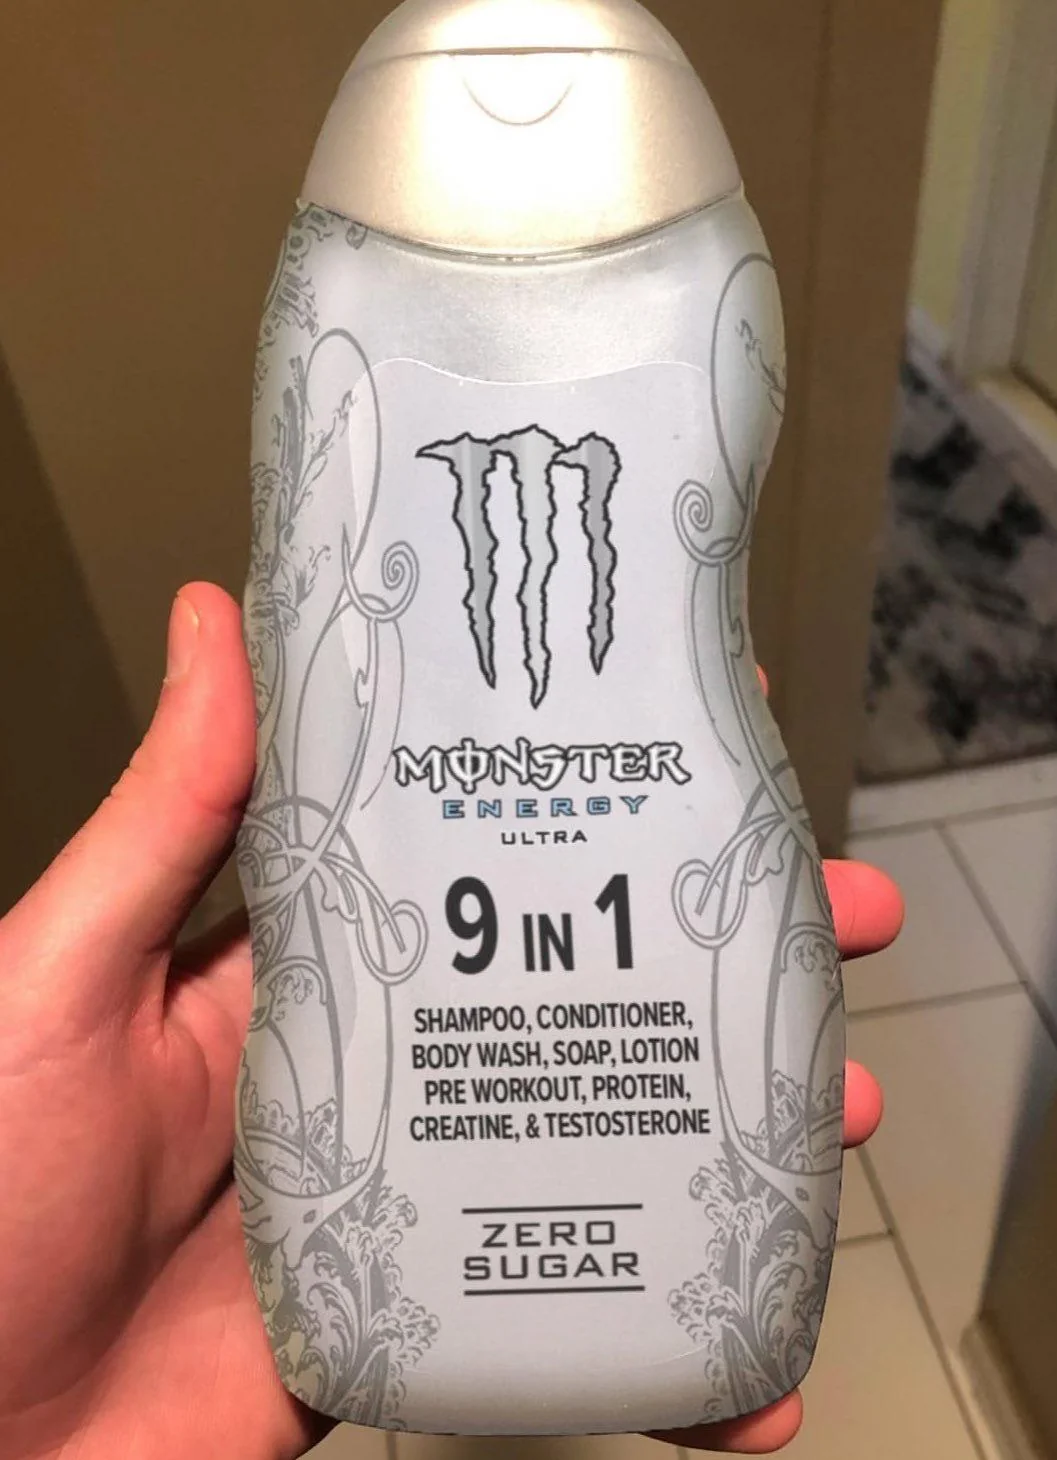 MONSTER
ENERGY
ULTRA
9 IN 1
SHAMPOO, CONDITIONER,
BODY WASH, SOAP, LOTION
PRE WORKOUT, PROTEIN,
CREATINE, & TESTOSTERONE
ZERO
SUGAR